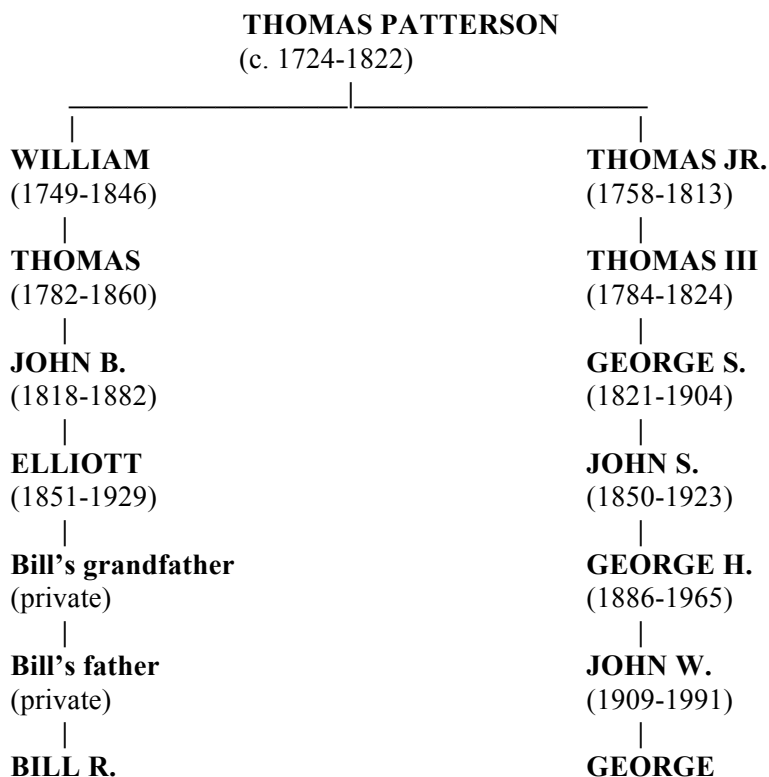 THOMAS PATTERSON
(c. 1724-1822)
WILLIAM THOMAS JR.
(1749-1846) (1758-1813)
THOMAS THOMAS III
(1782-1860) (1784-1824)
JOHN B. GEORGE S.
(1818-1882) (1821-1904)
ELLIOTT JOHN S.
(1851-1929) (1850-1923)
Bill’s grandfather GEORGE H.
(private) (1886-1965)
Bill’s father JOHN W.
(private) (1909-1991)
BILL R. GEORGE